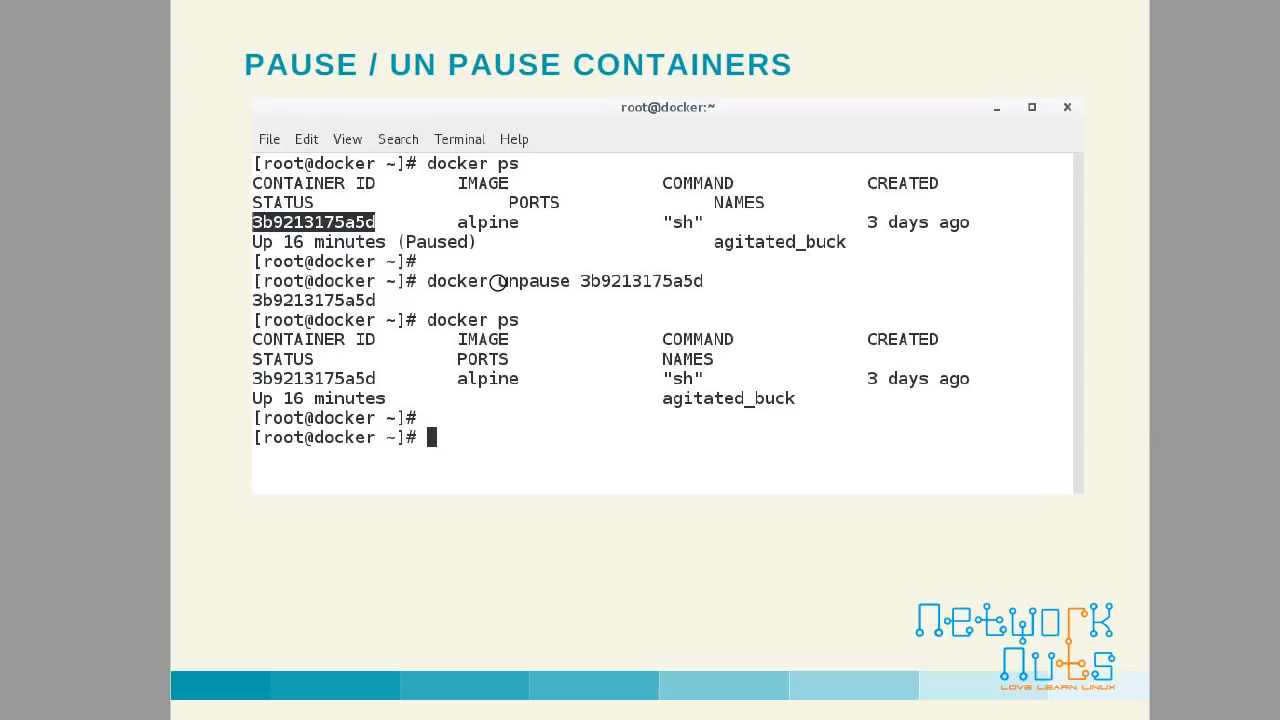 PAUSE / UN PAUSE CONTAINERS
root@docker:~
File Edit View Search Terminal Help
[root@docker ~]# docker ps
CONTAINER ID IMAGE COMMAND CREATED
STATUS PORTS NAMES
3b9213175a5d alpine "sh" 3 days ago
Up 16 minutes (Paused) agitated_buck
[root@docker ~]#
[root@docker ~]# docker unpause 3b9213175a5d
3b9213175a5d
[root@docker ~]# docker ps
CONTAINER ID IMAGE COMMAND CREATED
STATUS PORTS NAMES
3b9213175a5d alpine "sh" 3 days ago
Up 16 minutes agitated_buck
[root@docker ~]#
[root@docker ~]#
NETWORK
NUTS
LOVE LEARN LINUX